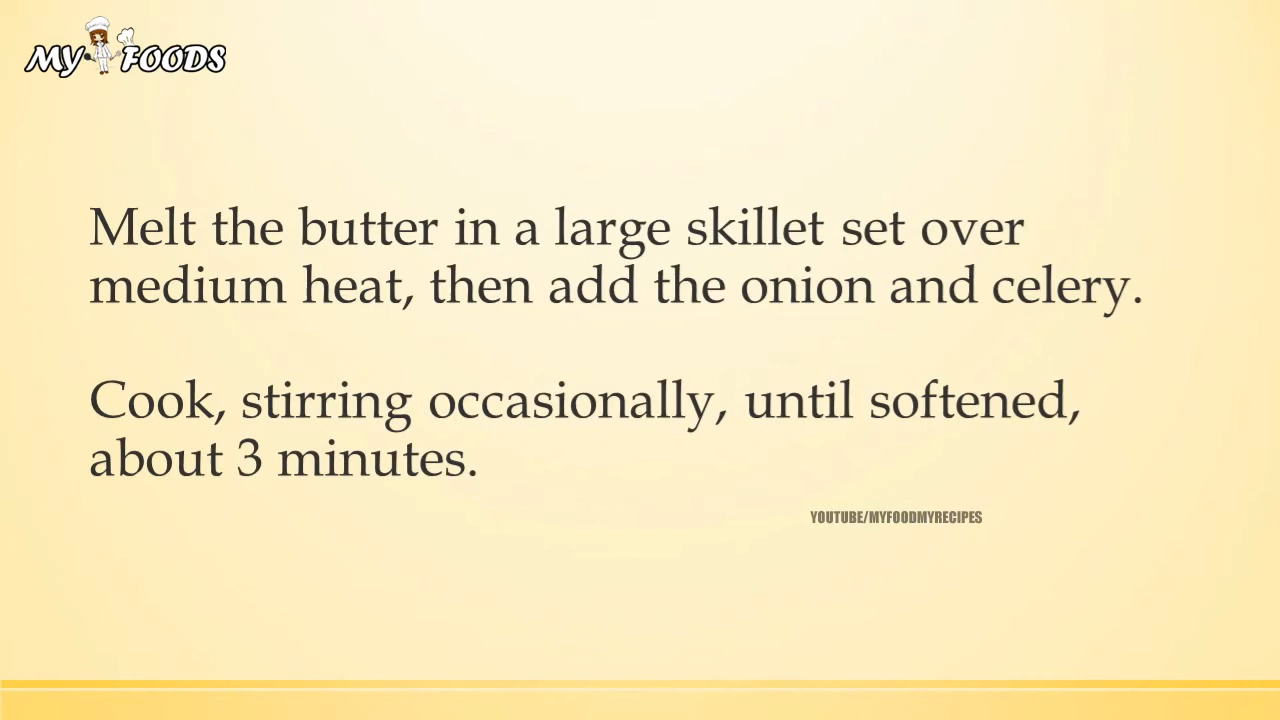 MY FOODS
Melt the butter in a large skillet set over
medium heat, then add the onion and celery.
Cook, stirring occasionally, until softened,
about 3 minutes.
YOUTUBE/MYFOODMYRECIPES